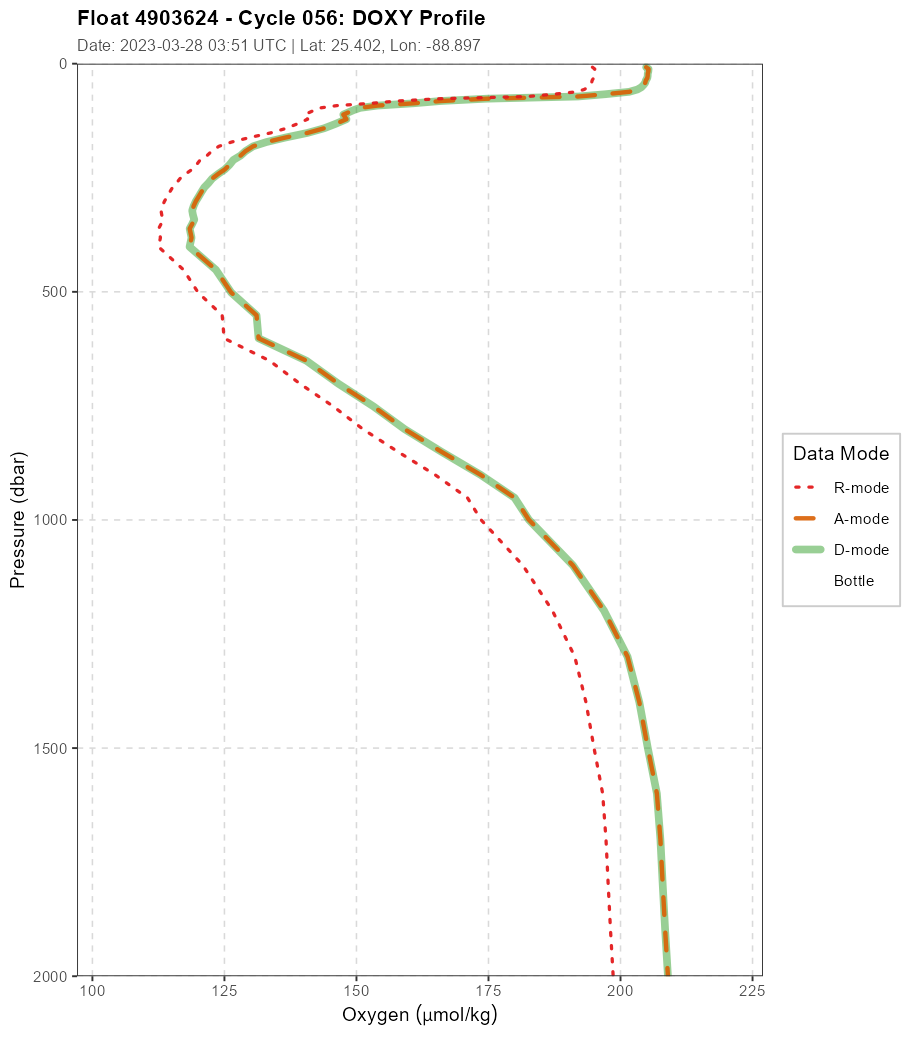 Float 4903624 - Cycle 056: DOXY Profile
Date: 2023-03-28 03:51 UTC | Lat: 25.402, Lon: -88.897
0
500
1000
1500
2000
Pressure (dbar)
100 125 150 175 200 225
Oxygen (μmol/kg)
Data Mode
R-mode
A-mode
D-mode
Bottle